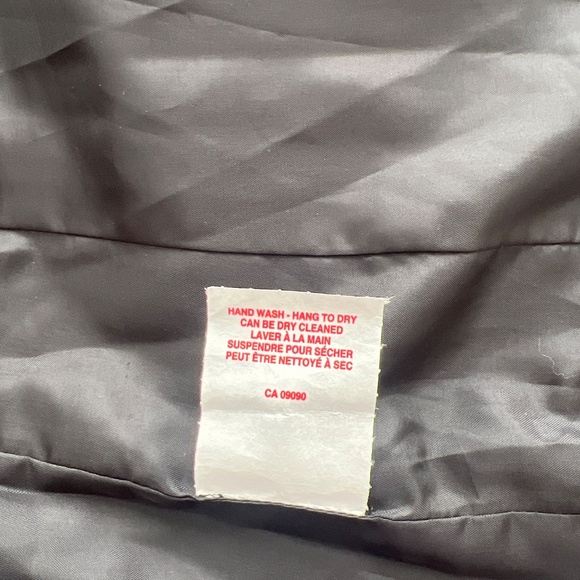 HAND WASH - HANG TO DRY
CAN BE DRY CLEANED
LAVER À LA MAIN
SUSPENDRE POUR SÉCHER
PEUT ÊTRE NETTOYÉ À SEC
CA 09090